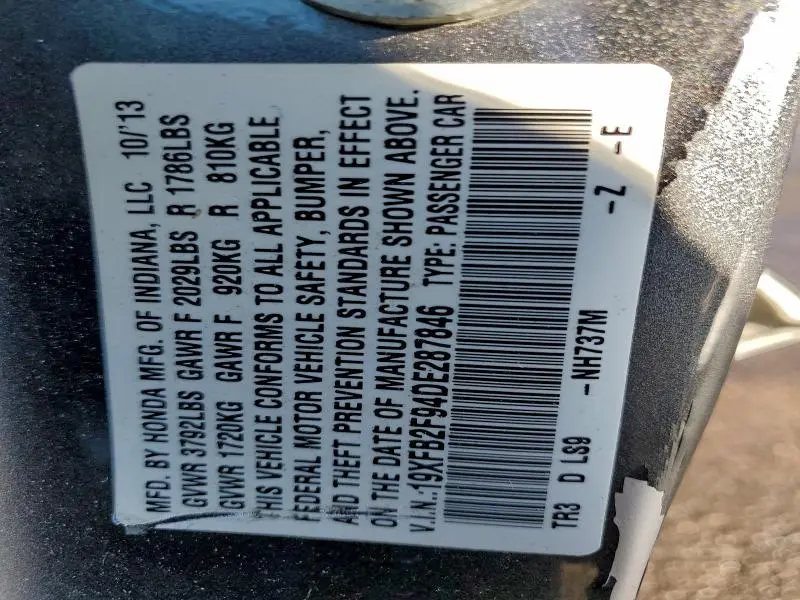 MFD. BY HONDA MFG. OF INDIANA, LLC 10/'13
GVWR 3792LBS GAWR F 2029LBS R 1786LBS
GVWR 1720KG GAWR F 920KG R 810KG
THIS VEHICLE CONFORMS TO ALL APPLICABLE
FEDERAL MOTOR VEHICLE SAFETY, BUMPER,
AND THEFT PREVENTION STANDARDS IN EFFECT
ON THE DATE OF MANUFACTURE SHOWN ABOVE.
V.I.N.:19XFB2F94DE287846 TYPE: PASSENGER CAR
TR3 D LS9 -NH737M -Z -E